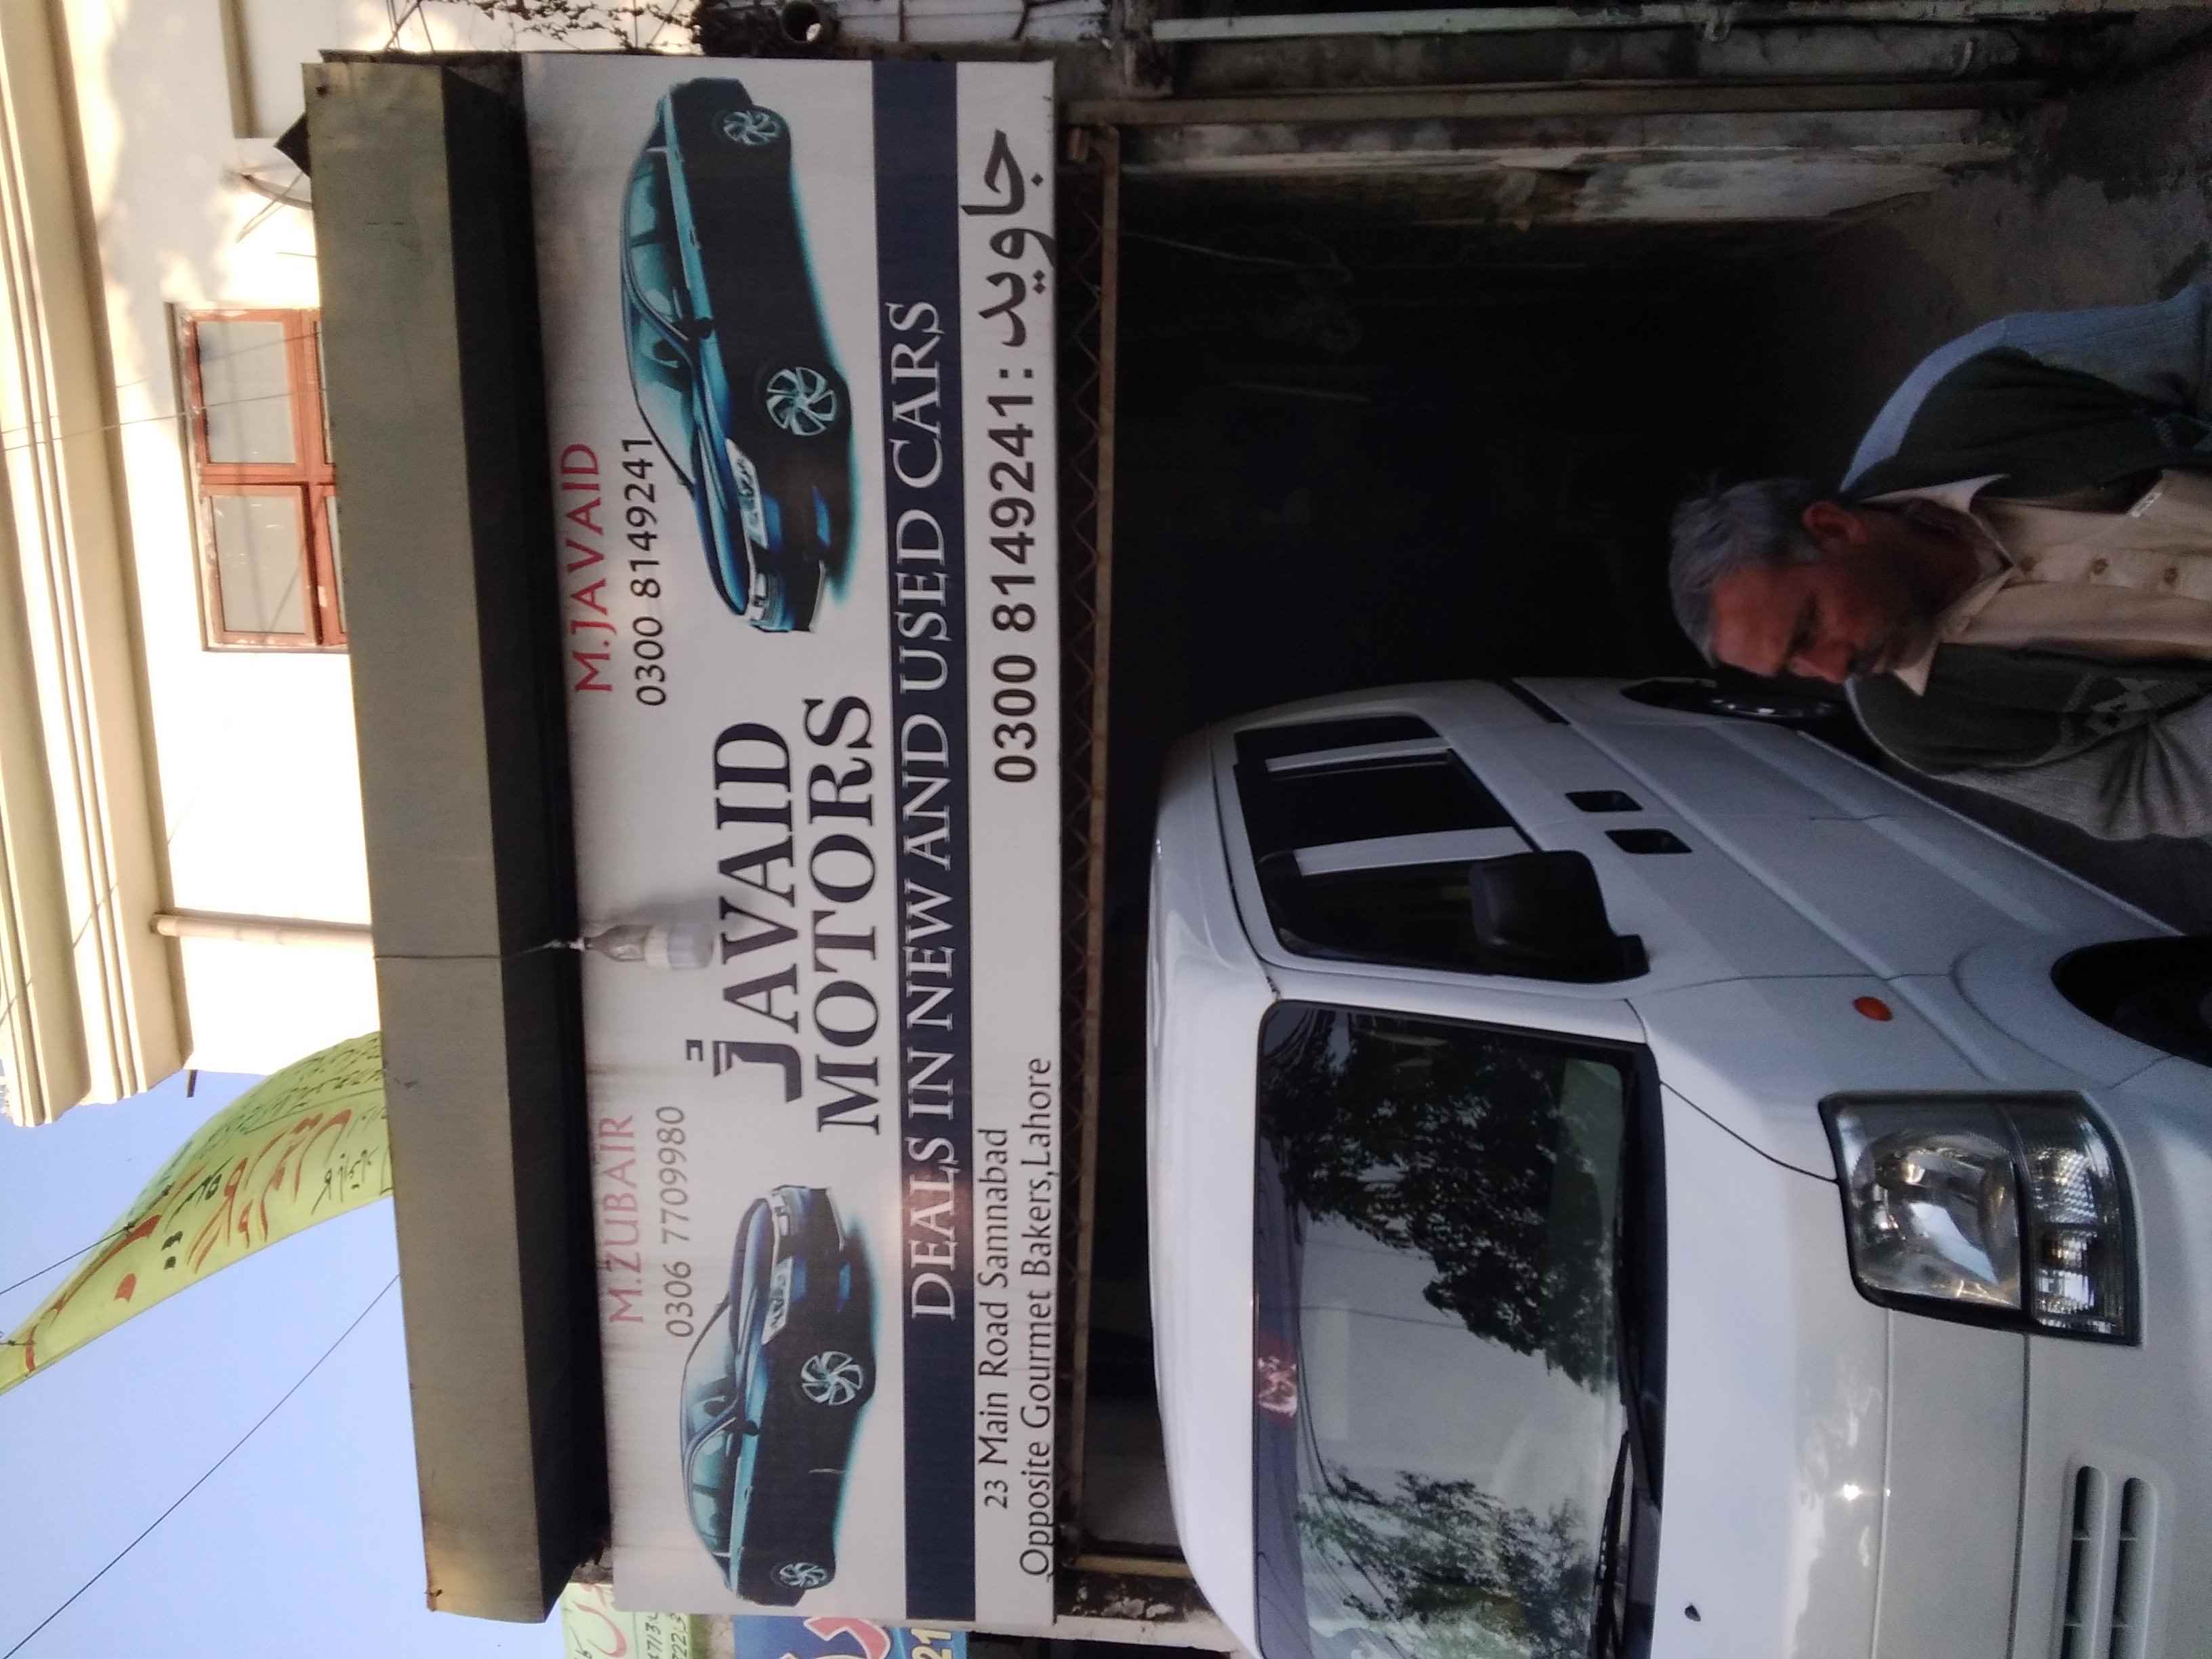 M.ZUBAIR
0306 7709980
M.JAVAID
0300 8149241
JAVAID
MOTORS
DEALS IN NEW AND USED CARS
23 Main Road Samnabad
Opposite Gourmet Bakers,Lahore
0300 8149241: جاوید
21